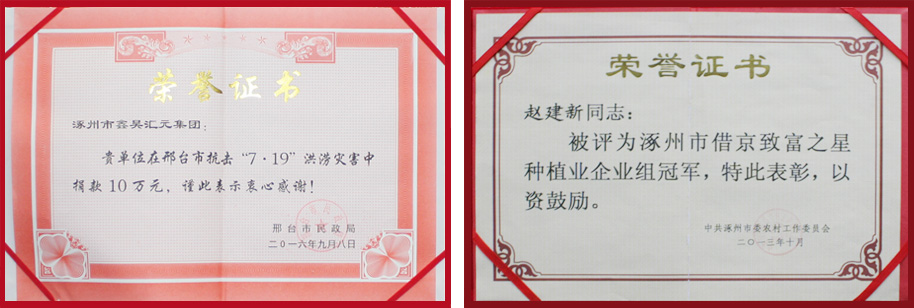 荣誉证书
涿州市鑫昊汇元集团：
贵单位在邢台市抗击“7·19”洪涝灾害中
捐款10万元，谨此表示衷心感谢！
邢台市民政局
二〇一六年九月八日
荣誉证书
赵建新同志：
被评为涿州市借京致富之星
种植业企业组冠军，特此表彰，以
资鼓励。
中共涿州市委农村工作委员会
二〇一三年十月